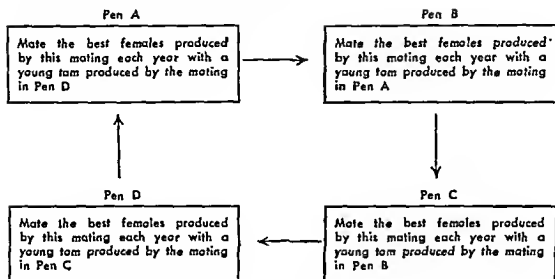 Pen A
Mate the best females produced
by this mating each year with a
young tom produced by the mating
in Pen D
Pen B
Mate the best females produced
by this mating each year with a
young tom produced by the mating
in Pen A
Pen D
Mate the best females produced
by this mating each year with a
young tom produced by the mating
in Pen C
Pen C
Mate the best females produced
by this mating each year with a
young tom produced by the mating
in Pen B